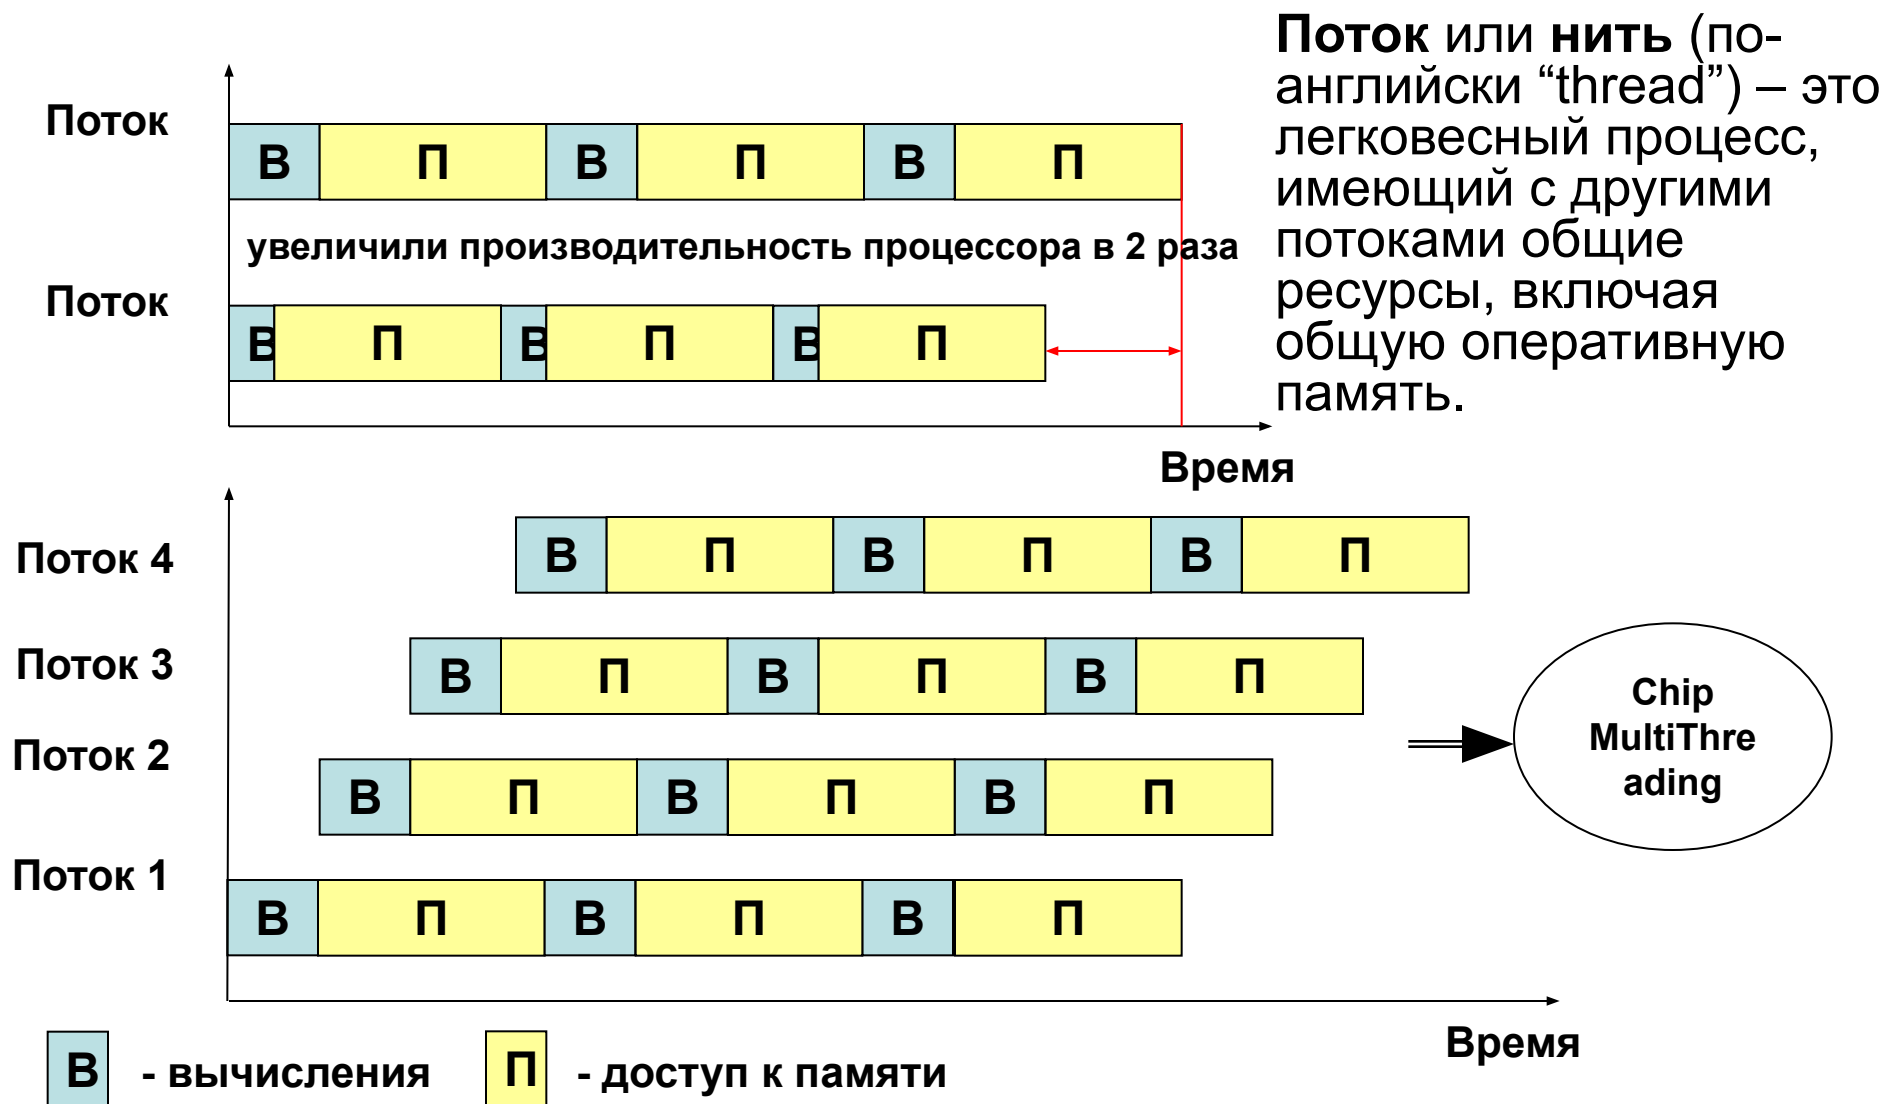 Поток или нить (по-
английски “thread”) – это
легковесный процесс,
имеющий с другими
потоками общие
ресурсы, включая
общую оперативную
память.
Поток
В П В П В П
увеличили производительность процессора в 2 раза
Поток
В П В П В П
Время
Поток 4
В П В П В П
Поток 3
В П В П В П
Поток 2
В П В П В П
Поток 1
В П В П В П
Chip
MultiThre
ading
Время
В - вычисления П - доступ к памяти